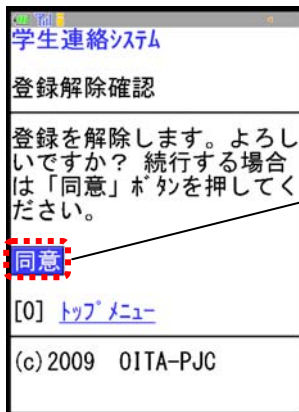 学生連絡ｼｽﾃﾑ
登録解除確認
登録を解除します。よろし
いですか？ 続行する場合
は「同意」ﾎﾞﾀﾝを押してく
ださい。
同意
[0] ﾄｯﾌﾟﾒﾆｭｰ
(c)2009 OITA-PJC